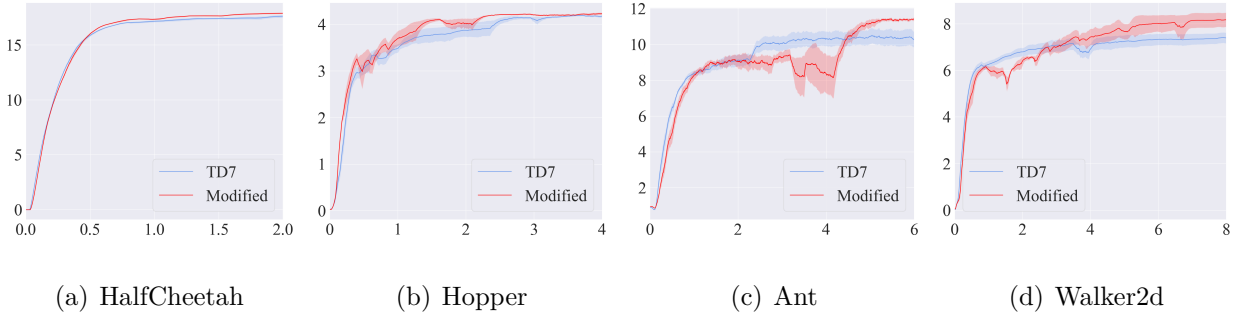 15
10
5
0
0.0 0.5 1.0 1.5 2.0
TD7
Modified
(a) HalfCheetah
4
3
2
1
0
0 1 2 3 4
TD7
Modified
(b) Hopper
12
10
8
6
4
2
0 2 4 6
TD7
Modified
(c) Ant
8
6
4
2
0
0 2 4 6 8
TD7
Modified
(d) Walker2d